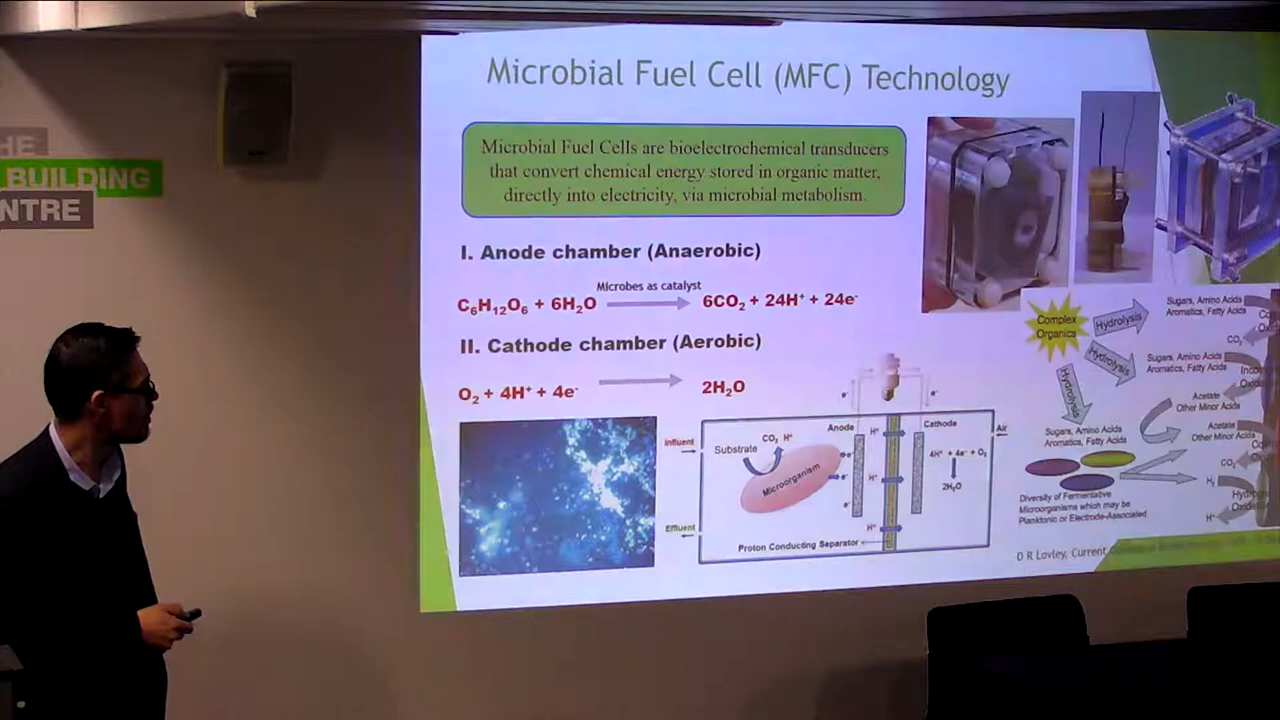 HE
BUILDING
NTRE
Microbial Fuel Cell (MFC) Technology
Microbial Fuel Cells are bioelectrochemical transducers
that convert chemical energy stored in organic matter,
directly into electricity, via microbial metabolism.
I. Anode chamber (Anaerobic)
Microbes as catalyst
C₆H₁₂O₆ + 6H₂O 6CO₂ + 24H⁺ + 24e⁻
II. Cathode chamber (Aerobic)
O₂ + 4H⁺ + 4e⁻ 2H₂O
Influent
Effluent
Substrate
CO₂ H⁺
Microorganism
Anode
e⁻
e⁻
e⁻
e⁻
e⁻
H⁺
H⁺
H⁺
Cathode
Air
4H⁺ + 4e⁻ + O₂
2H₂O
Proton Conducting Separator
Complex
Organics
Hydrolysis
Hydrolysis
Hydrolysis
Sugars, Amino Acids
Aromatics, Fatty Acids
CO₂
Sugars, Amino Acids
Aromatics, Fatty Acids
Acetate
Other Minor Acids
Sugars, Amino Acids
Aromatics, Fatty Acids
Acetate
Other Minor Acids
CO₂
H₂
H⁺
Diversity of Fermentative
Microorganisms which may be
Planktonic or Electrode-Associated
D R Lovley, Current